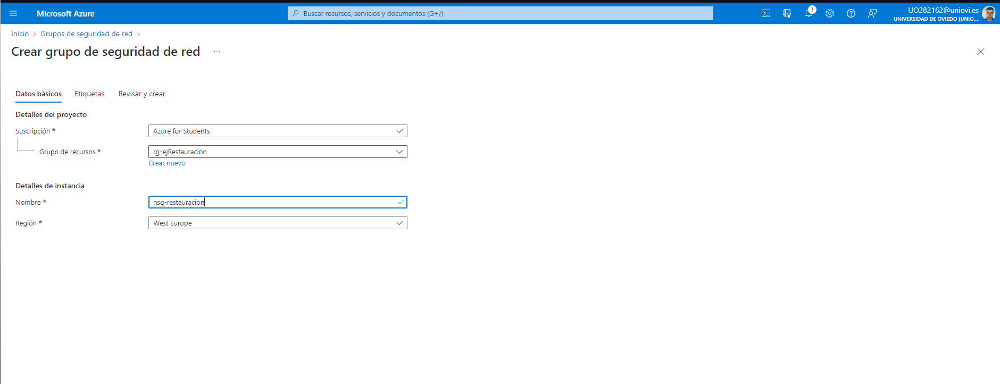 Microsoft Azure
Buscar recursos, servicios y documentos (G+/)
1
UO282162@uniovi.es
UNIVERSIDAD DE OVIEDO (UNIO...
Inicio > Grupos de seguridad de red >
Crear grupo de seguridad de red ...
Datos básicos Etiquetas Revisar y crear
Detalles del proyecto
Suscripción * Azure for Students
Grupo de recursos * rg-ejRestauracion
Crear nuevo
Detalles de instancia
Nombre * nsg-restauracion
Región * West Europe